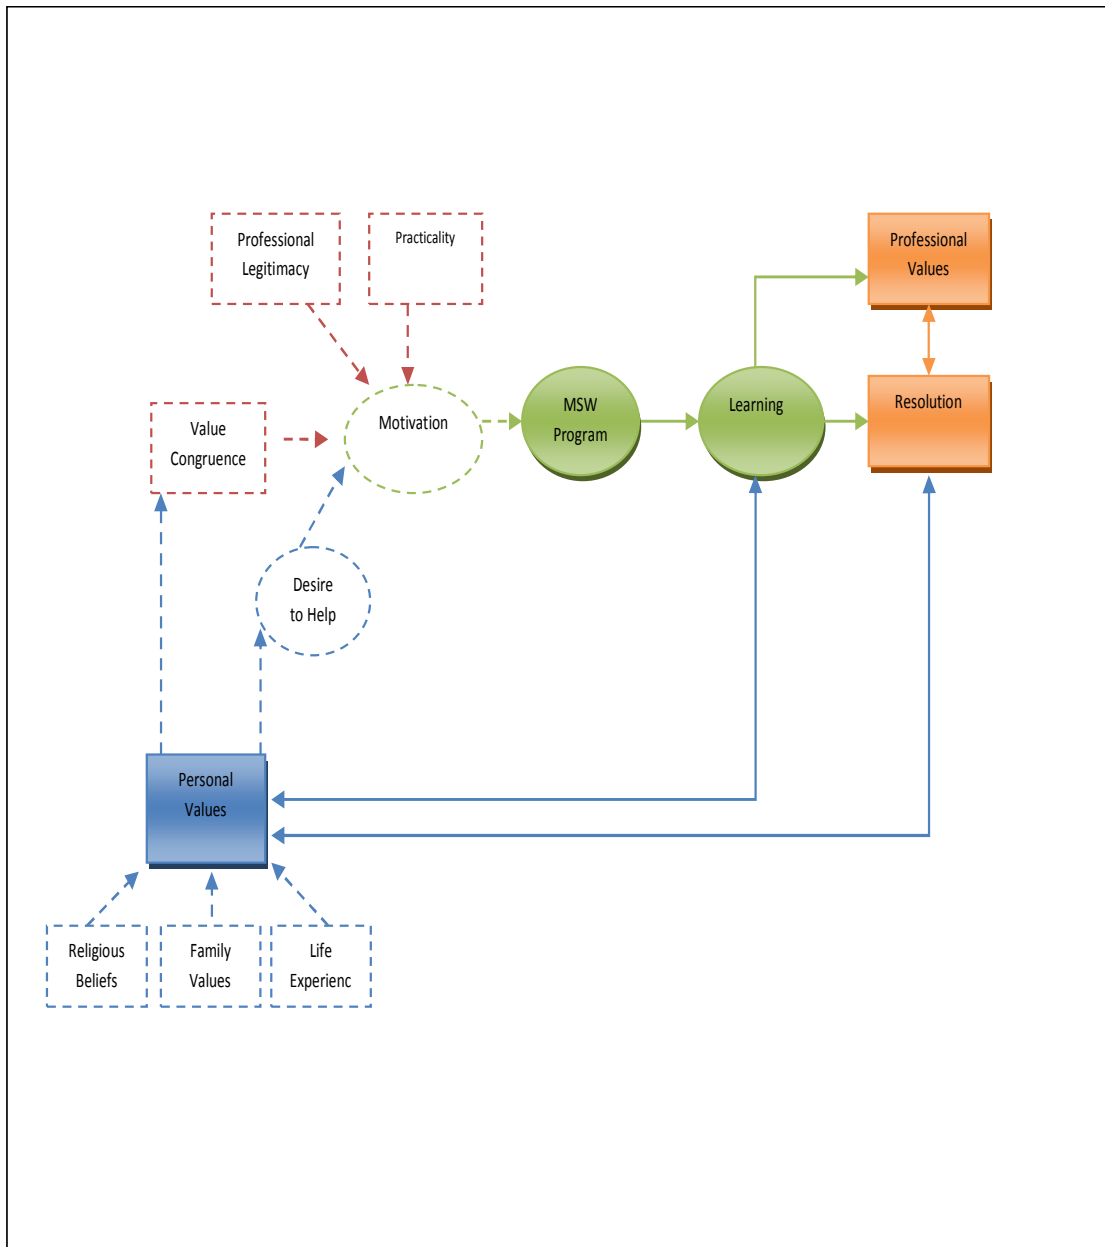 Professional
Legitimacy
Practicality
Professional
Values
Motivation
MSW
Program
Learning
Resolution
Value
Congruence
Desire
to Help
Personal
Values
Religious
Beliefs
Family
Values
Life
Experienc